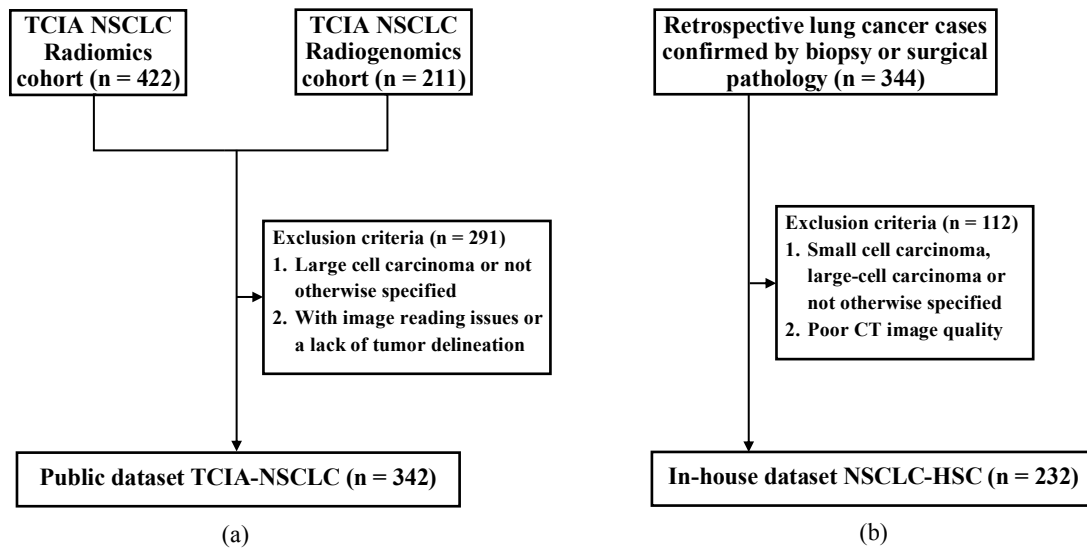 TCIA NSCLC
Radiomics
cohort (n = 422)
TCIA NSCLC
Radiogenomics
cohort (n = 211)
Exclusion criteria (n = 291)
1. Large cell carcinoma or not
otherwise specified
2. With image reading issues or
a lack of tumor delineation
Public dataset TCIA-NSCLC (n = 342)
(a)
Retrospective lung cancer cases
confirmed by biopsy or surgical
pathology (n = 344)
Exclusion criteria (n = 112)
1. Small cell carcinoma,
large-cell carcinoma or
not otherwise specified
2. Poor CT image quality
In-house dataset NSCLC-HSC (n = 232)
(b)